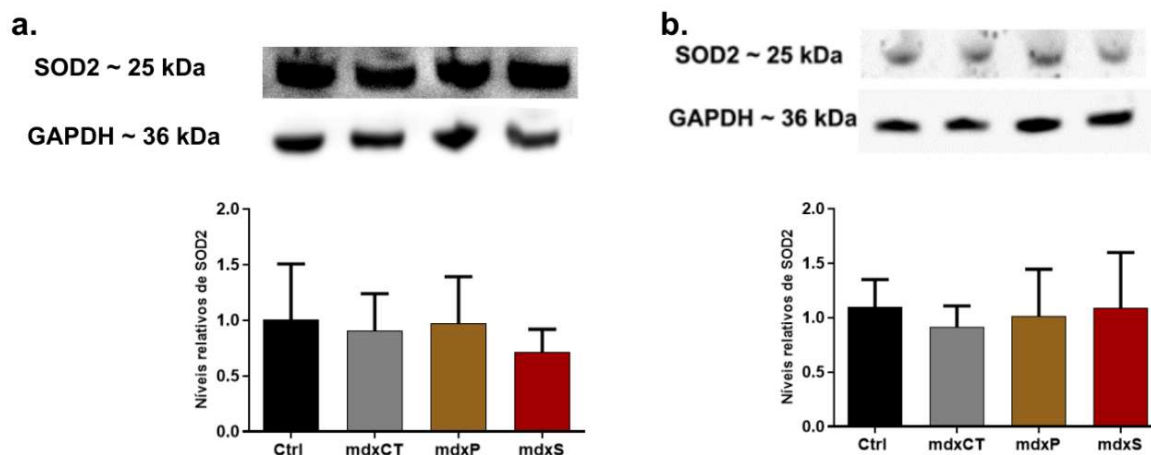 a.
SOD2 ~ 25 kDa
GAPDH ~ 36 kDa
Níveis relativos de SOD2
2.0
1.5
1.0
0.5
0.0
Ctrl mdxCT mdxP mdxS
b.
SOD2 ~ 25 kDa
GAPDH ~ 36 kDa
Níveis relativos de SOD2
2.0
1.5
1.0
0.5
0.0
Ctrl mdxCT mdxP mdxS